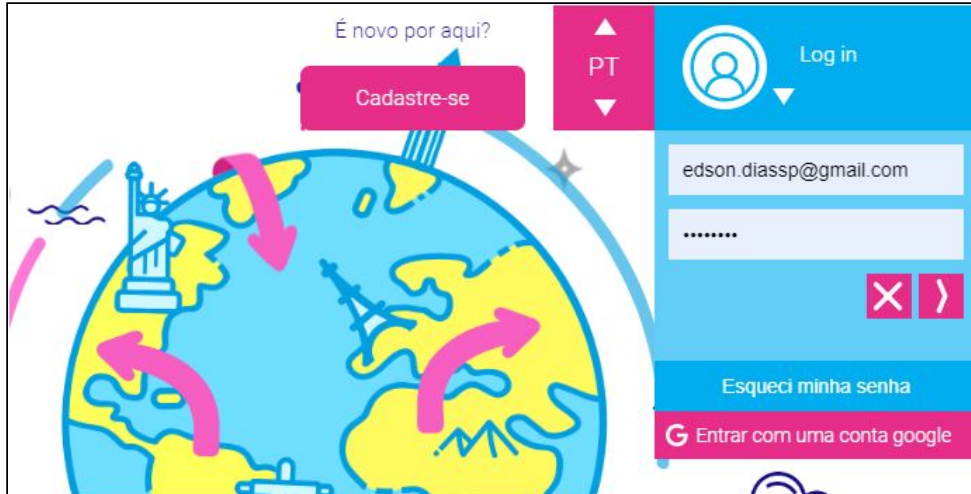 É novo por aqui?
Cadastre-se
PT
Log in
edson.diassp@gmail.com
••••••••
Esqueci minha senha
G Entrar com uma conta google